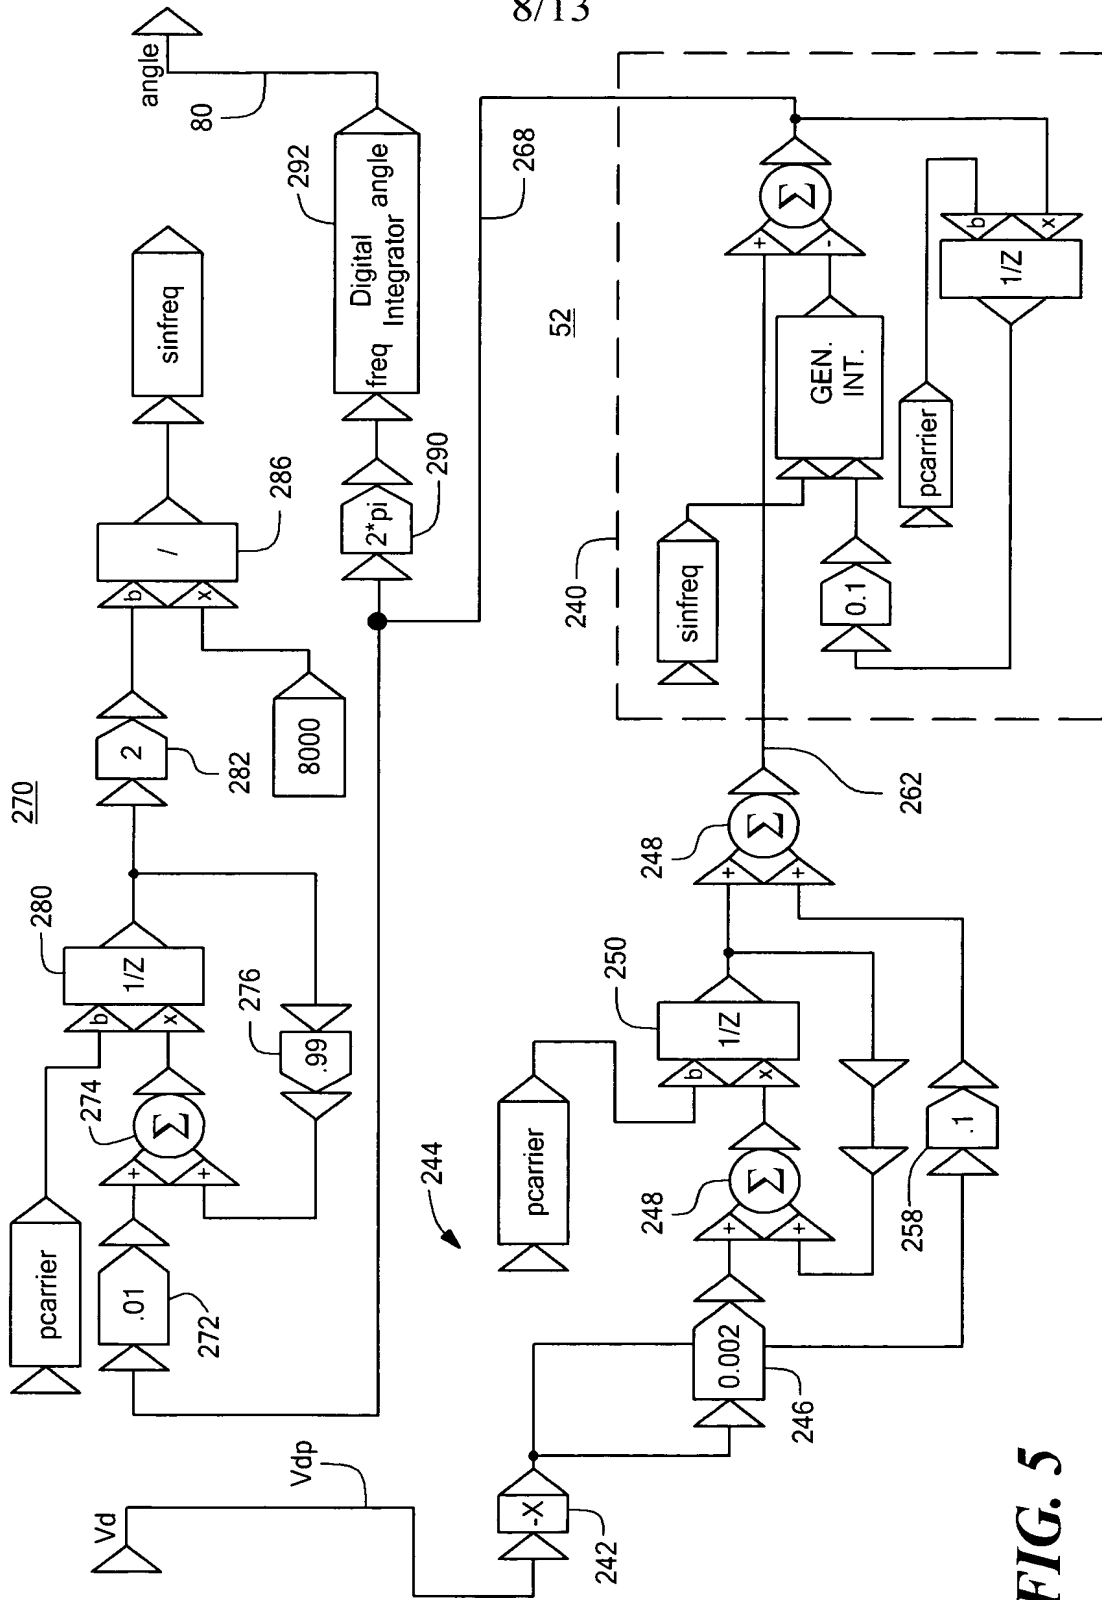 8/13
270
pcarrier
.01
272
+
+
Σ
274
b
x
1/Z
280
.99
276
2
282
8000
b
x
/
286
sinfreq
2*pi
290
freq
Digital
Integrator
angle
292
80
angle
268
Vd
Vdp
-X
242
244
0.002
246
pcarrier
+
+
Σ
248
b
x
1/Z
250
.1
258
+
+
Σ
248
262
240
52
sinfreq
0.1
GEN.
INT.
pcarrier
+
-
Σ
b
x
1/Z
FIG. 5